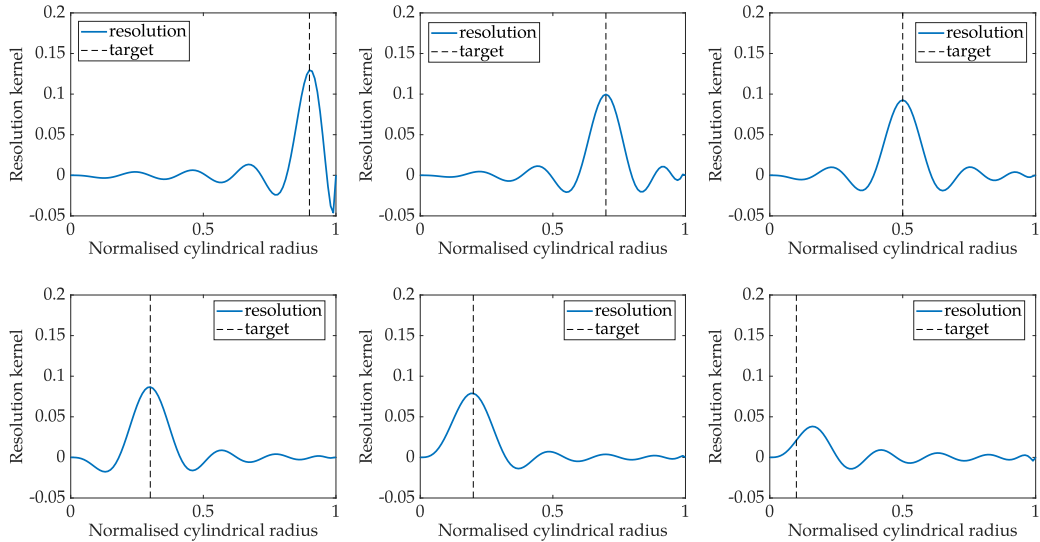 0.2
0.15
0.1
0.05
0
-0.05
Resolution kernel
resolution
target
0
0.5
1
Normalised cylindrical radius
0.2
0.15
0.1
0.05
0
-0.05
Resolution kernel
resolution
target
0
0.5
1
Normalised cylindrical radius
0.2
0.15
0.1
0.05
0
-0.05
Resolution kernel
resolution
target
0
0.5
1
Normalised cylindrical radius
0.2
0.15
0.1
0.05
0
-0.05
Resolution kernel
resolution
target
0
0.5
1
Normalised cylindrical radius
0.2
0.15
0.1
0.05
0
-0.05
Resolution kernel
resolution
target
0
0.5
1
Normalised cylindrical radius
0.2
0.15
0.1
0.05
0
-0.05
Resolution kernel
resolution
target
0
0.5
1
Normalised cylindrical radius